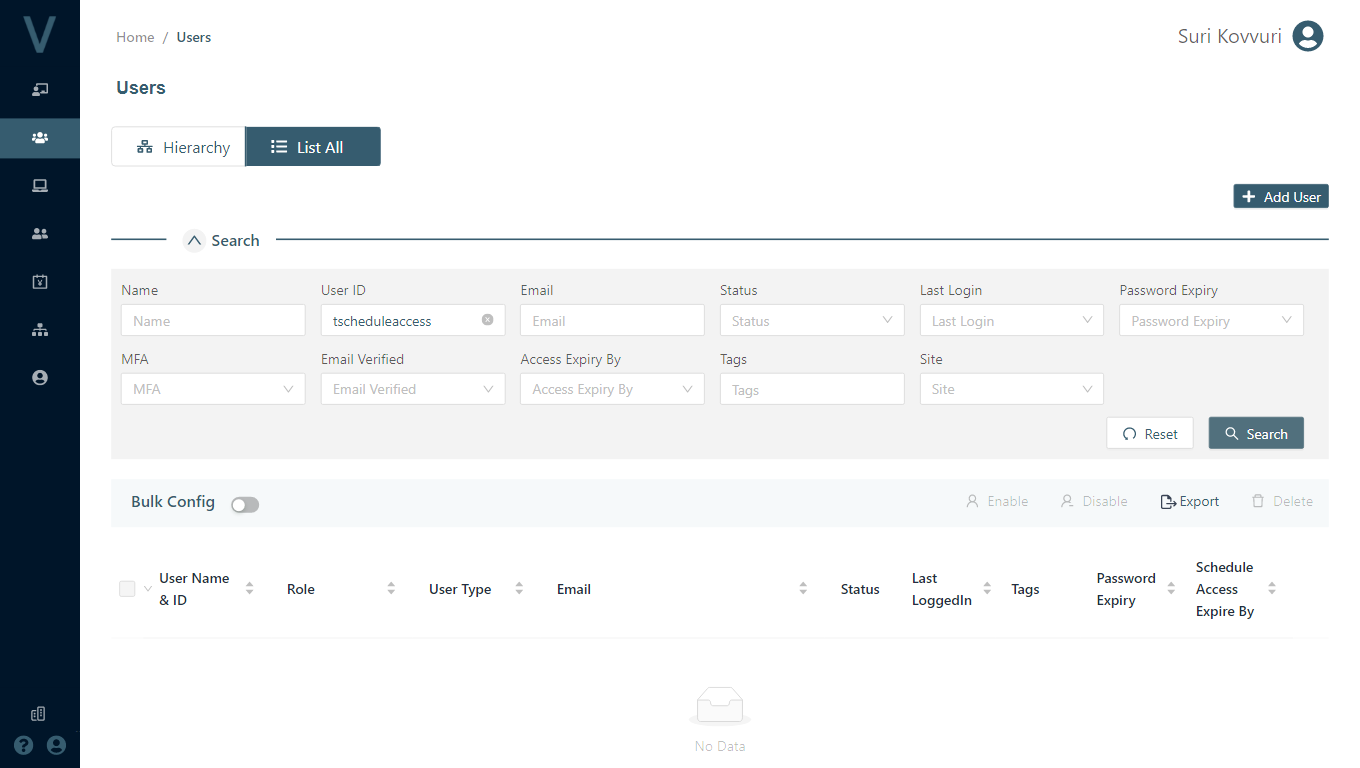 V
Home / Users
Suri Kovvuri
Users
Hierarchy
List All
Add User
Search
Name
User ID
Email
Status
Last Login
Password Expiry
Name
tscheduleaccess
Email
Status
Last Login
Password Expiry
MFA
Email Verified
Access Expiry By
Tags
Site
MFA
Email Verified
Access Expiry By
Tags
Site
Reset
Search
Bulk Config
Enable
Disable
Export
Delete
User Name
& ID
Role
User Type
Email
Status
Last
LoggedIn
Tags
Password
Expiry
Schedule
Access
Expire By
No Data